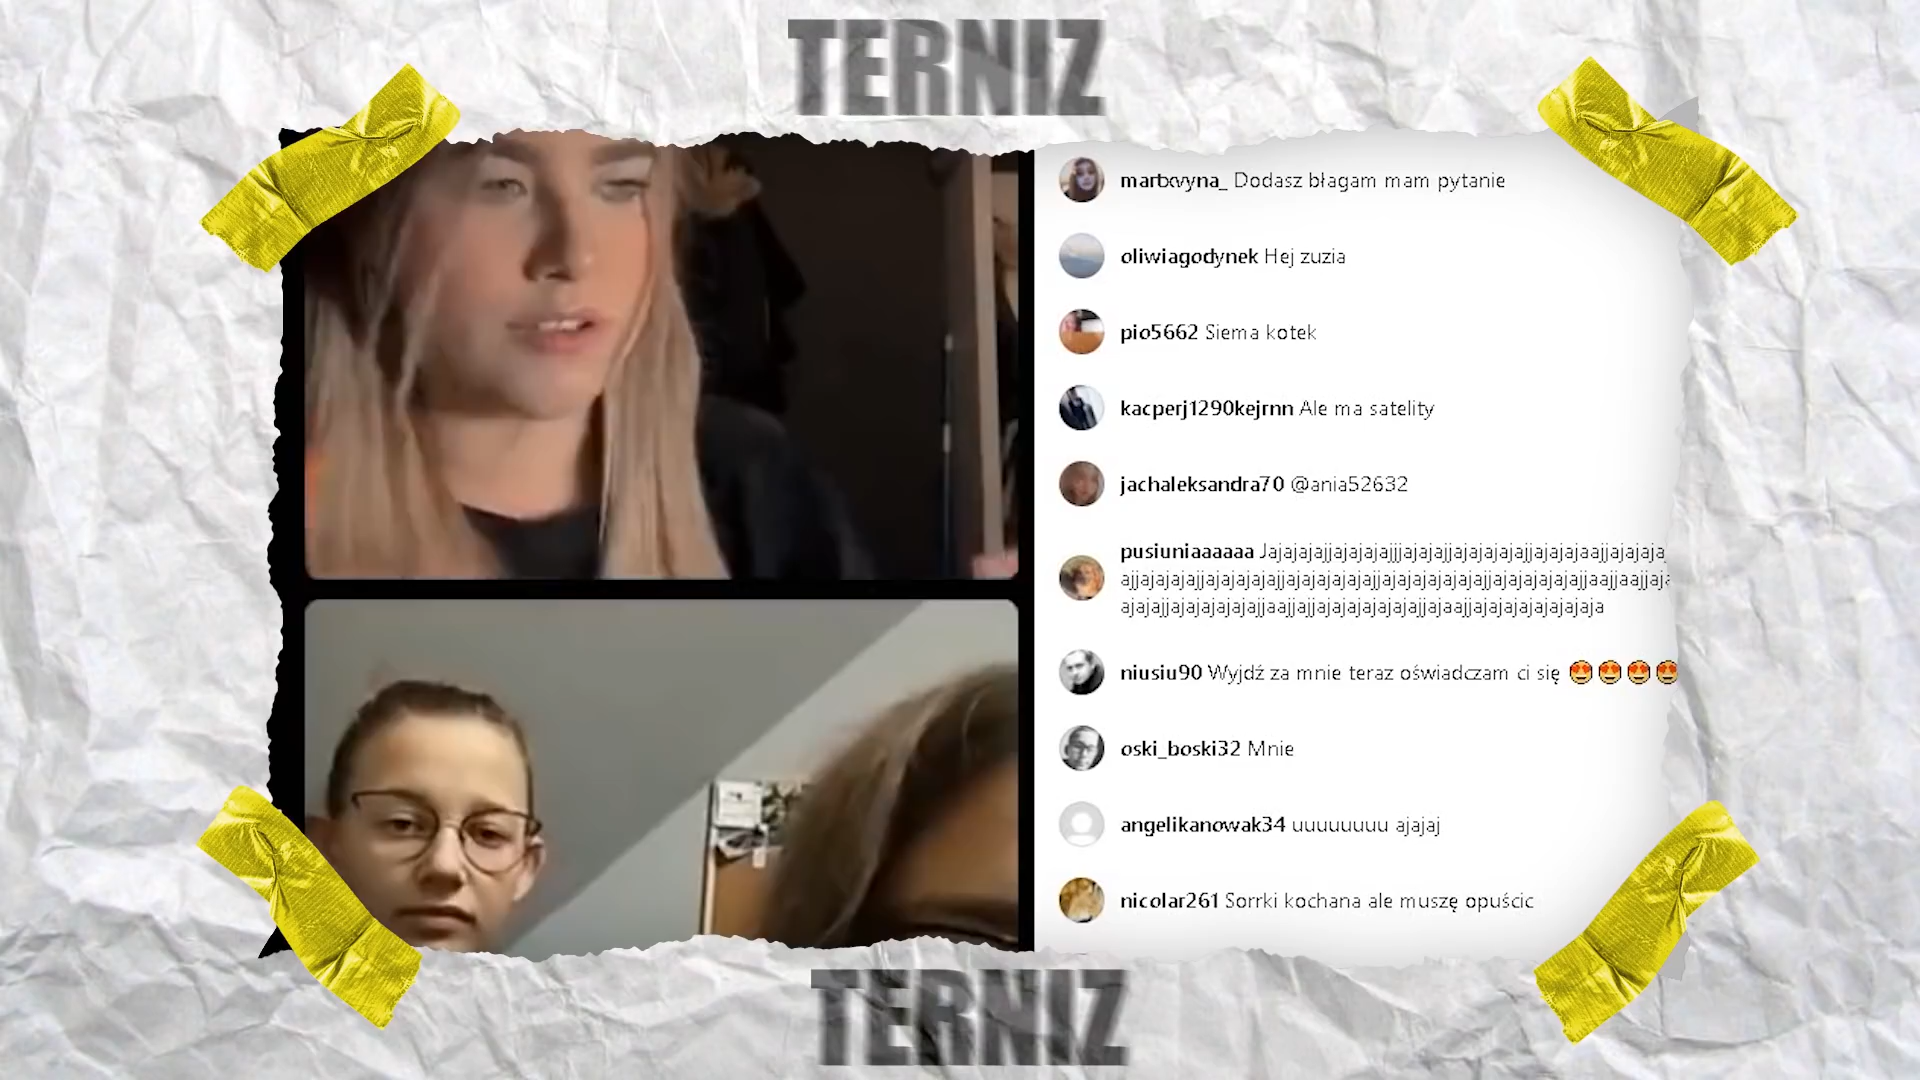 TERNIZ
martxvyna_ Dodasz błagam mam pytanie
oliwiagodynek Hej zuzia
pio5662 Siema kotek
kacperj1290kejrnn Ale ma satelity
jachaleksandra70 @ania52632
pusiuniaaaaaa
niusiu90 Wyjdź za mnie teraz oświadczam ci się 😍😍😍😍
oski_boski32 Mnie
angelikanowak34 uuuuuuuu ajajaj
nicolar261 Sorrki kochana ale muszę opuścic
TERNIZ